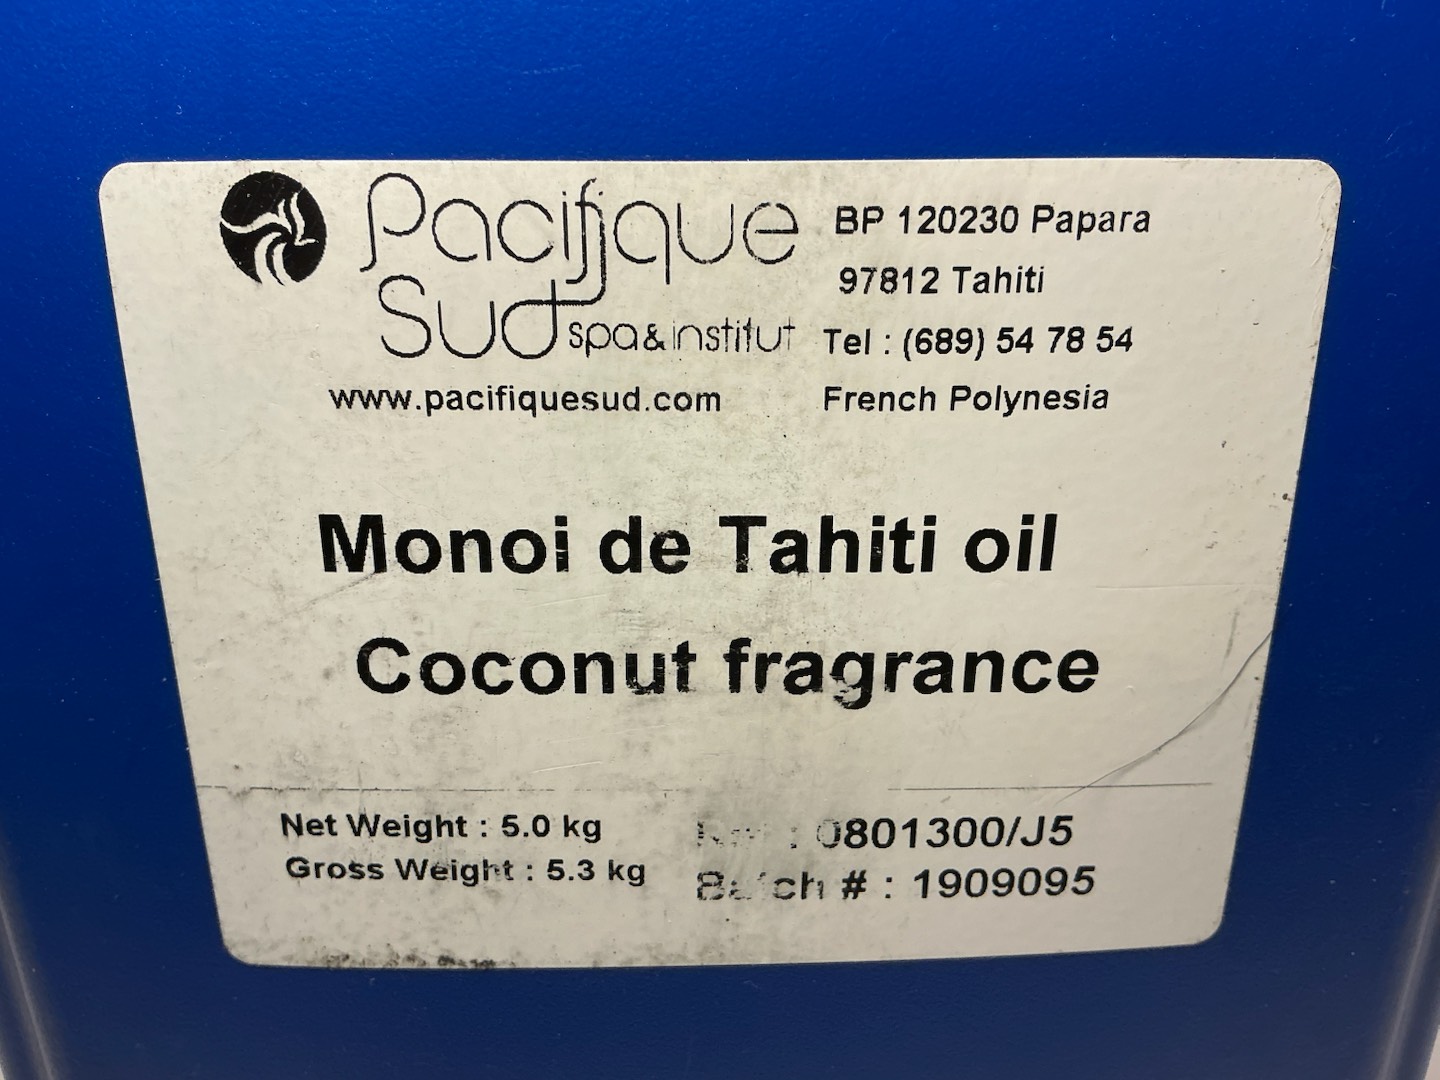 Pacifique
Sud spa & institut
www.pacifiquesud.com
BP 120230 Papara
97812 Tahiti
Tel : (689) 54 78 54
French Polynesia
Monoi de Tahiti oil
Coconut fragrance
Net Weight : 5.0 kg
Gross Weight : 5.3 kg
: 0801300/J5
Batch # : 1909095